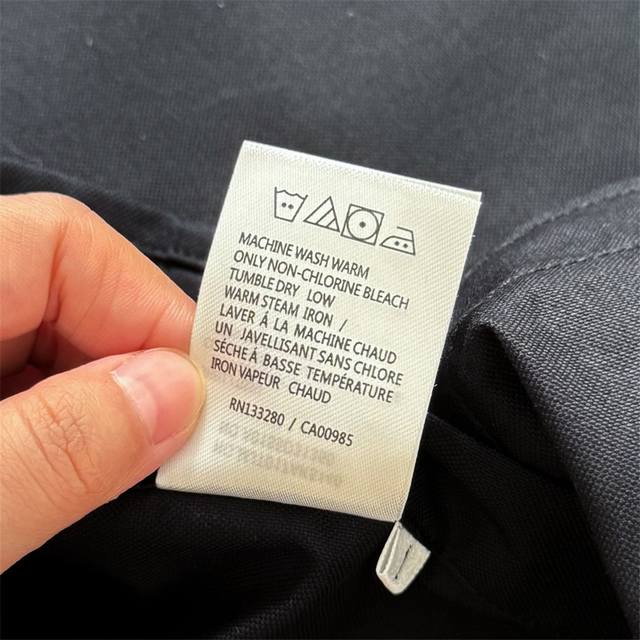 MACHINE WASH WARM
ONLY NON-CHLORINE BLEACH
TUMBLE DRY LOW
WARM STEAM IRON /
LAVER À LA MACHINE CHAUD
UN JAVELLISANT SANS CHLORE
SÈCHE À BASSE TEMPÉRATURE
IRON VAPEUR CHAUD
RN133280 / CA00985